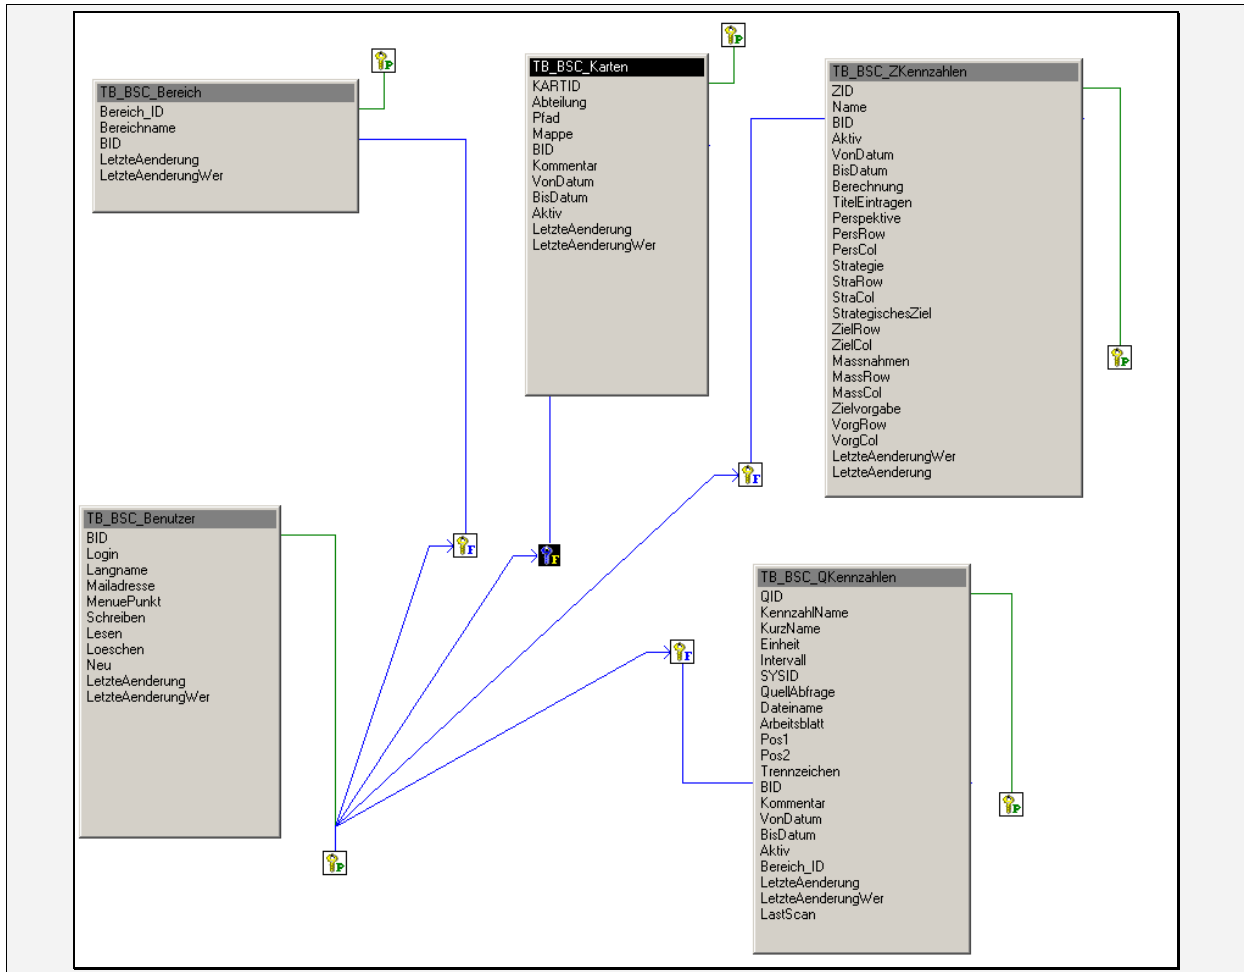 TB_BSC_Bereich
Bereich_ID
Bereichname
BID
LetzteAenderung
LetzteAenderungWer
P
TB_BSC_Karten
KARTID
Abteilung
Pfad
Mappe
BID
Kommentar
VonDatum
BisDatum
Aktiv
LetzteAenderung
LetzteAenderungWer
P
TB_BSC_ZKennzahlen
ZID
Name
BID
Aktiv
VonDatum
BisDatum
Berechnung
TitelEintragen
Perspektive
PersRow
PersCol
Strategie
StraRow
StraCol
StrategischesZiel
ZielRow
ZielCol
Massnahmen
MassRow
MassCol
Zielvorgabe
VorgRow
VorgCol
LetzteAenderungWer
LetzteAenderung
P
F
F
F
F
TB_BSC_Benutzer
BID
Login
Langname
Mailadresse
MenuePunkt
Schreiben
Lesen
Loeschen
Neu
LetzteAenderung
LetzteAenderungWer
P
TB_BSC_QKennzahlen
QID
KennzahlName
KurzName
Einheit
Intervall
SYSID
QuellAbfrage
Dateiname
Arbeitsblatt
Pos1
Pos2
Trennzeichen
BID
Kommentar
VonDatum
BisDatum
Aktiv
Bereich_ID
LetzteAenderung
LetzteAenderungWer
LastScan
P